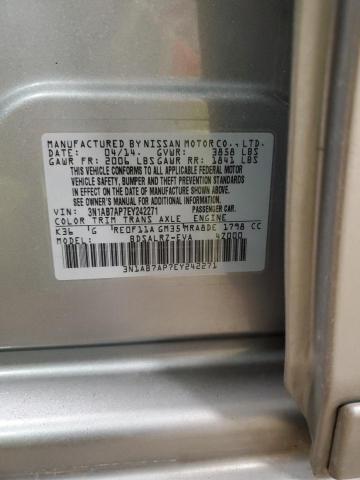 MANUFACTURED BY NISSAN MOTOR CO., LTD.
DATE: 04/14. GVWR: 3858 LBS
GAWR FR: 2006 LBS GAWR RR: 1841 LBS
THIS VEHICLE CONFORMS TO ALL APPLICABLE FEDERAL MOTOR
VEHICLE SAFETY, BUMPER, AND THEFT PREVENTION STANDARDS
IN EFFECT ON THE DATE OF MANUFACTURE SHOWN ABOVE.
SEE OWNER'S MANUAL FOR ADDITIONAL INFORMATION
VIN: 3N1AB7AP7EY242271 PASSENGER CAR
COLOR TRIM TRANS AXLE ENGINE
K36 G RE0F11A GM35 MRA8DE 1798 CC
MODEL: BDSALRZ-EVA 4Z000
3N1AB7AP7EY242271